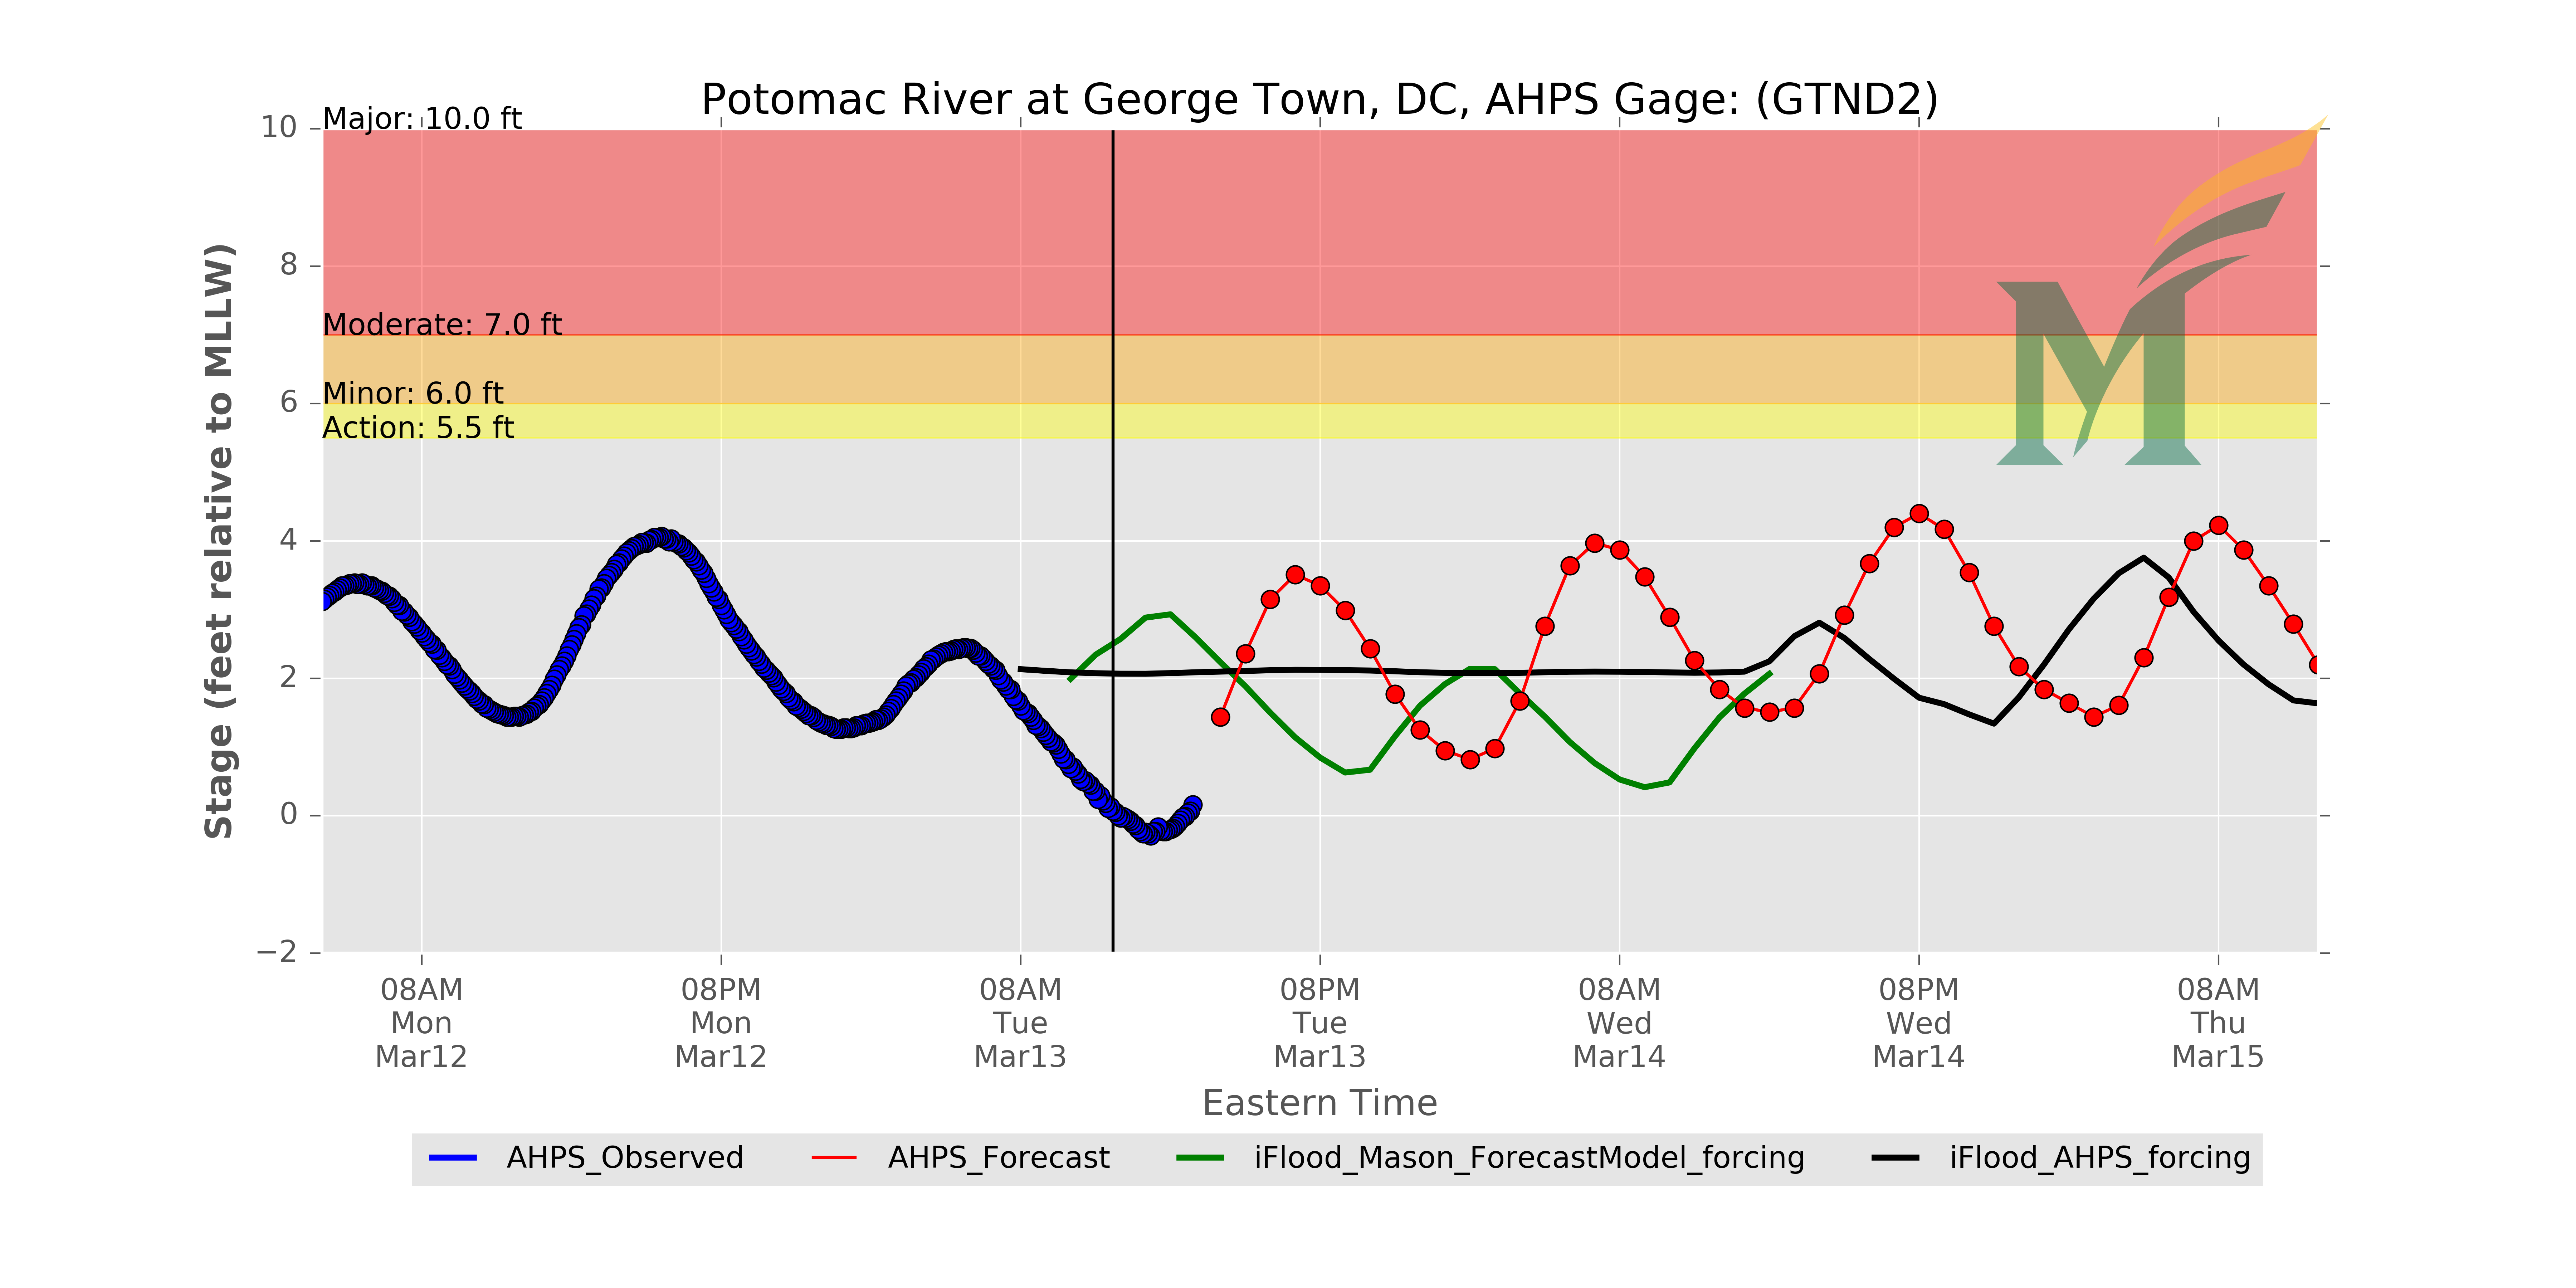 Potomac River at George Town, DC, AHPS Gage: (GTND2)
Major: 10.0 ft
Moderate: 7.0 ft
Minor: 6.0 ft
Action: 5.5 ft
Stage (feet relative to MLLW)
10
8
6
4
2
0
−2
08AM Mon Mar12
08PM Mon Mar12
08AM Tue Mar13
08PM Tue Mar13
08AM Wed Mar14
08PM Wed Mar14
08AM Thu Mar15
Eastern Time
AHPS_Observed AHPS_Forecast iFlood_Mason_ForecastModel_forcing iFlood_AHPS_forcing
M